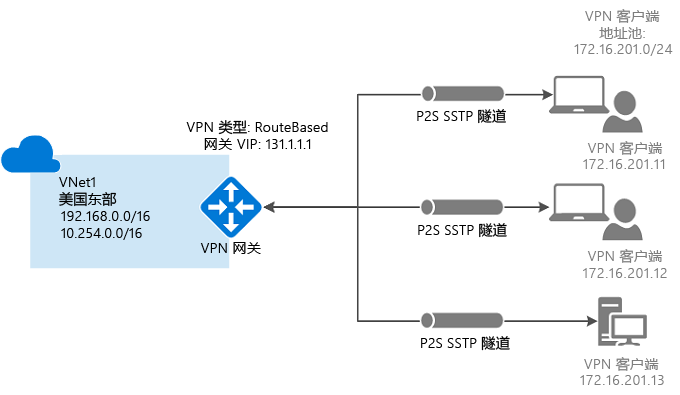 VPN 客户端
地址池:
172.16.201.0/24
P2S SSTP 隧道
VPN 客户端
172.16.201.11
VPN 类型: RouteBased
网关 VIP: 131.1.1.1
VNet1
美国东部
192.168.0.0/16
10.254.0.0/16
VPN 网关
P2S SSTP 隧道
VPN 客户端
172.16.201.12
P2S SSTP 隧道
VPN 客户端
172.16.201.13